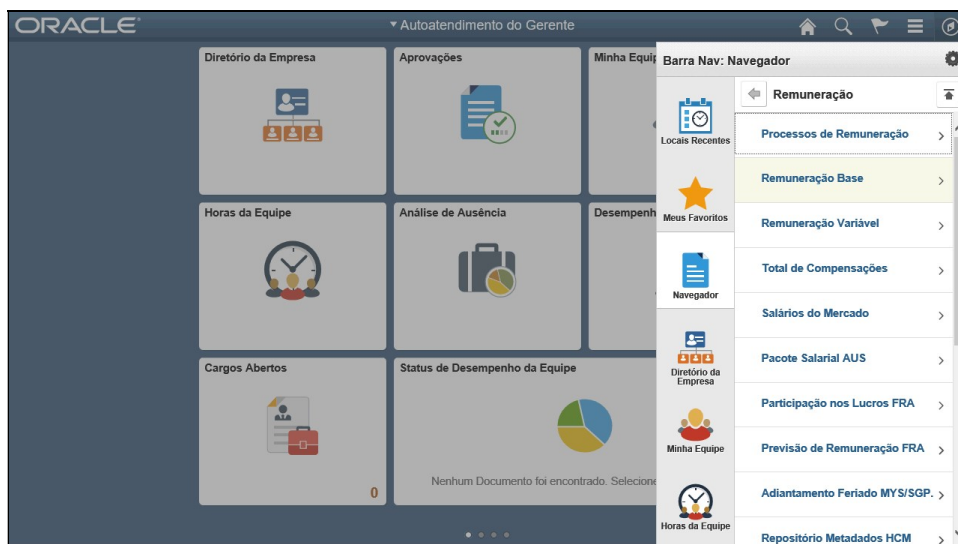 ORACLE
Autoatendimento do Gerente
Diretório da Empresa
Aprovações
Minha Equip
Horas da Equipe
Análise de Ausência
Desempenh
Cargos Abertos
0
Status de Desempenho da Equipe
Nenhum Documento foi encontrado. Selecione
Barra Nav: Navegador
Locais Recentes
Meus Favoritos
Navegador
Diretório da
Empresa
Minha Equipe
Horas da Equipe
Remuneração
Processos de Remuneração
Remuneração Base
Remuneração Variável
Total de Compensações
Salários do Mercado
Pacote Salarial AUS
Participação nos Lucros FRA
Previsão de Remuneração FRA
Adiantamento Feriado MYS/SGP.
Repositório Metadados HCM